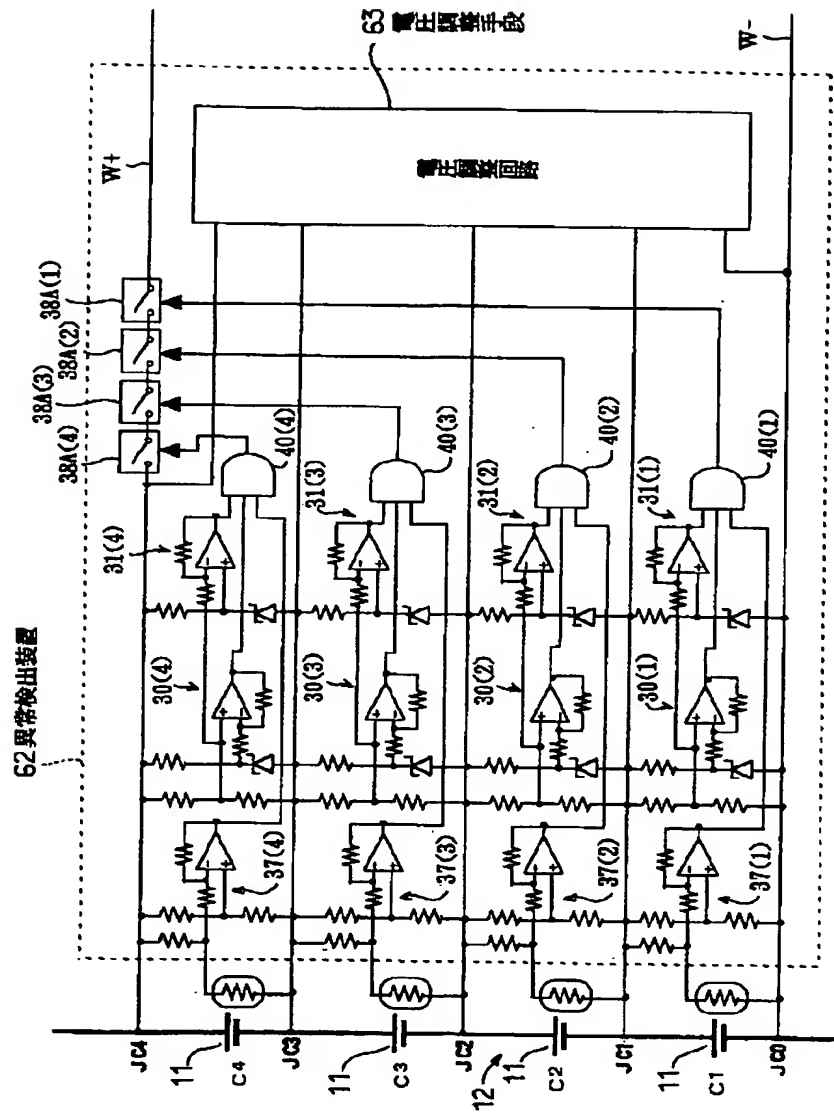 62 異常検出装置
63 電圧調整手段
電圧調整回路
W+
W-
38A(4)
38A(3)
38A(2)
38A(1)
31(4)
30(4)
37(4)
40(4)
31(3)
30(3)
37(3)
40(3)
31(2)
30(2)
37(2)
40(2)
31(1)
30(1)
37(1)
40(1)
JC4
11
C4
JC3
11
C3
JC2
12
11
C2
JC1
11
C1
JC0